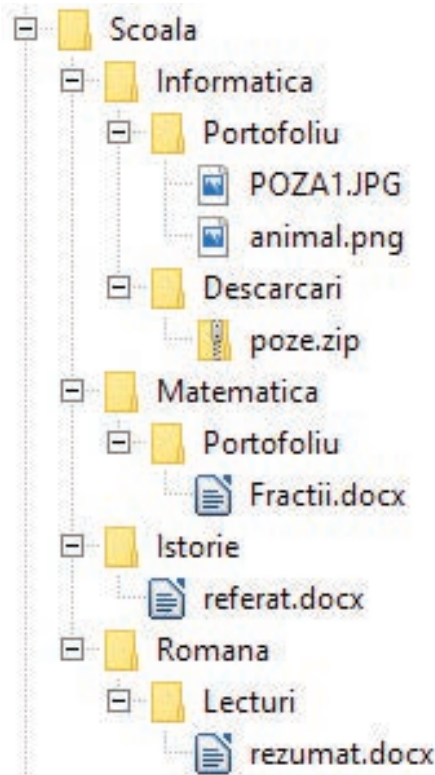 Scoala
Informatica
Portofoliu
POZA1.JPG
animal.png
Descarcari
poze.zip
Matematica
Portofoliu
Fractii.docx
Istorie
referat.docx
Romana
Lecturi
rezumat.docx